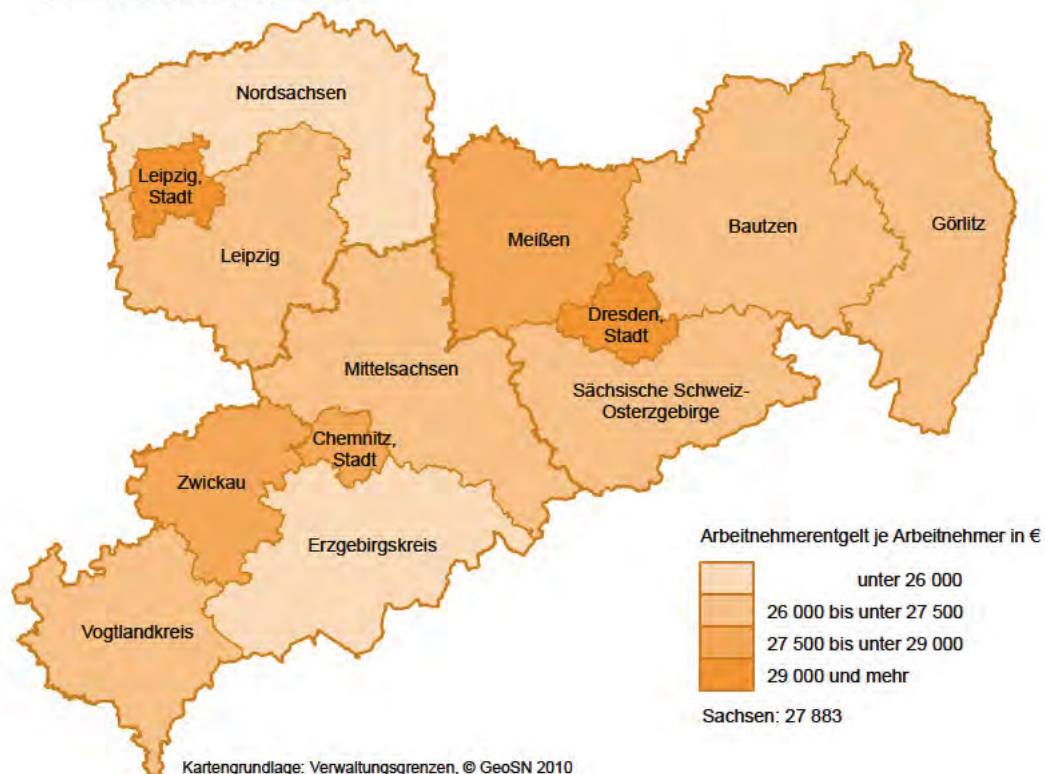 Nordsachsen
Leipzig,
Stadt
Leipzig
Meißen
Bautzen
Görlitz
Dresden,
Stadt
Mittelsachsen
Sächsische Schweiz-
Osterzgebirge
Chemnitz,
Stadt
Zwickau
Erzgebirgskreis
Vogtlandkreis
Arbeitnehmerentgelt je Arbeitnehmer in €
unter 26 000
26 000 bis unter 27 500
27 500 bis unter 29 000
29 000 und mehr
Sachsen: 27 883
Kartengrundlage: Verwaltungsgrenzen, © GeoSN 2010